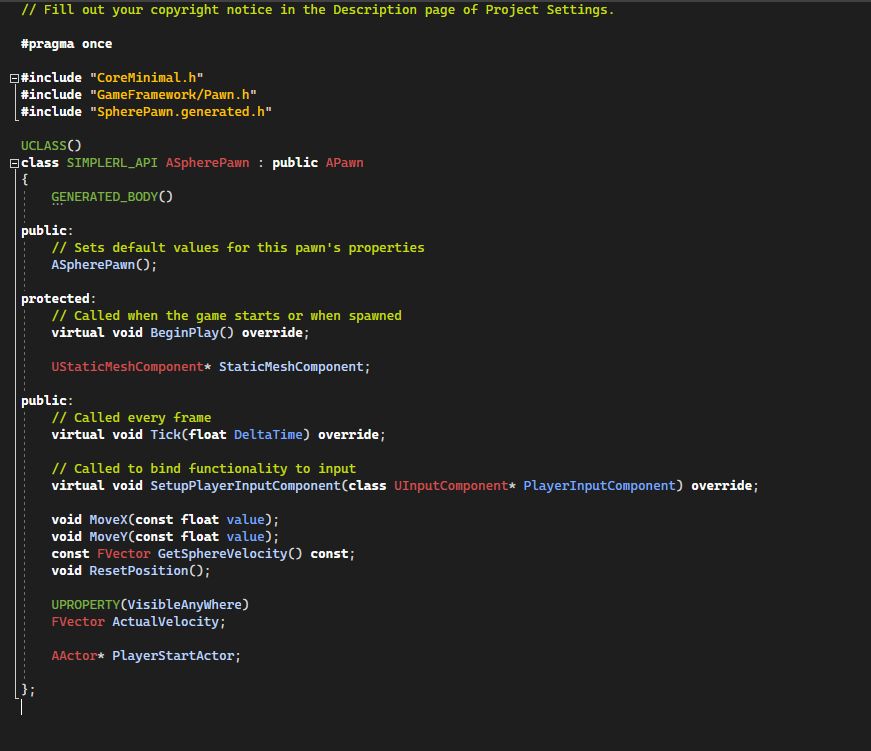 // Fill out your copyright notice in the Description page of Project Settings.
#pragma once
#include "CoreMinimal.h"
#include "GameFramework/Pawn.h"
#include "SpherePawn.generated.h"
UCLASS()
class SIMPLERL_API ASpherePawn : public APawn
{
GENERATED_BODY()
public:
// Sets default values for this pawn's properties
ASpherePawn();
protected:
// Called when the game starts or when spawned
virtual void BeginPlay() override;
UStaticMeshComponent* StaticMeshComponent;
public:
// Called every frame
virtual void Tick(float DeltaTime) override;
// Called to bind functionality to input
virtual void SetupPlayerInputComponent(class UInputComponent* PlayerInputComponent) override;
void MoveX(const float value);
void MoveY(const float value);
const FVector GetSphereVelocity() const;
void ResetPosition();
UPROPERTY(VisibleAnyWhere)
FVector ActualVelocity;
AActor* PlayerStartActor;
};